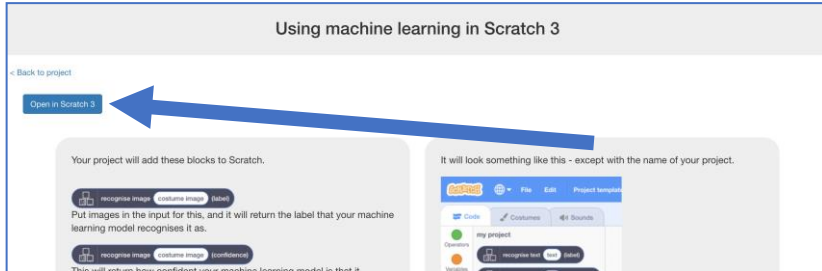 Using machine learning in Scratch 3
< Back to project
Open in Scratch 3
Your project will add these blocks to Scratch.
recognise image costume image (label)
Put images in the input for this, and it will return the label that your machine
learning model recognises it as.
recognise image costume image (confidence)
This will return how confident your machine learning model is that it
It will look something like this - except with the name of your project.
SCRATCH File Edit Project templates
Code Costumes Sounds
Operators
my project
recognise text text (label)
Variables